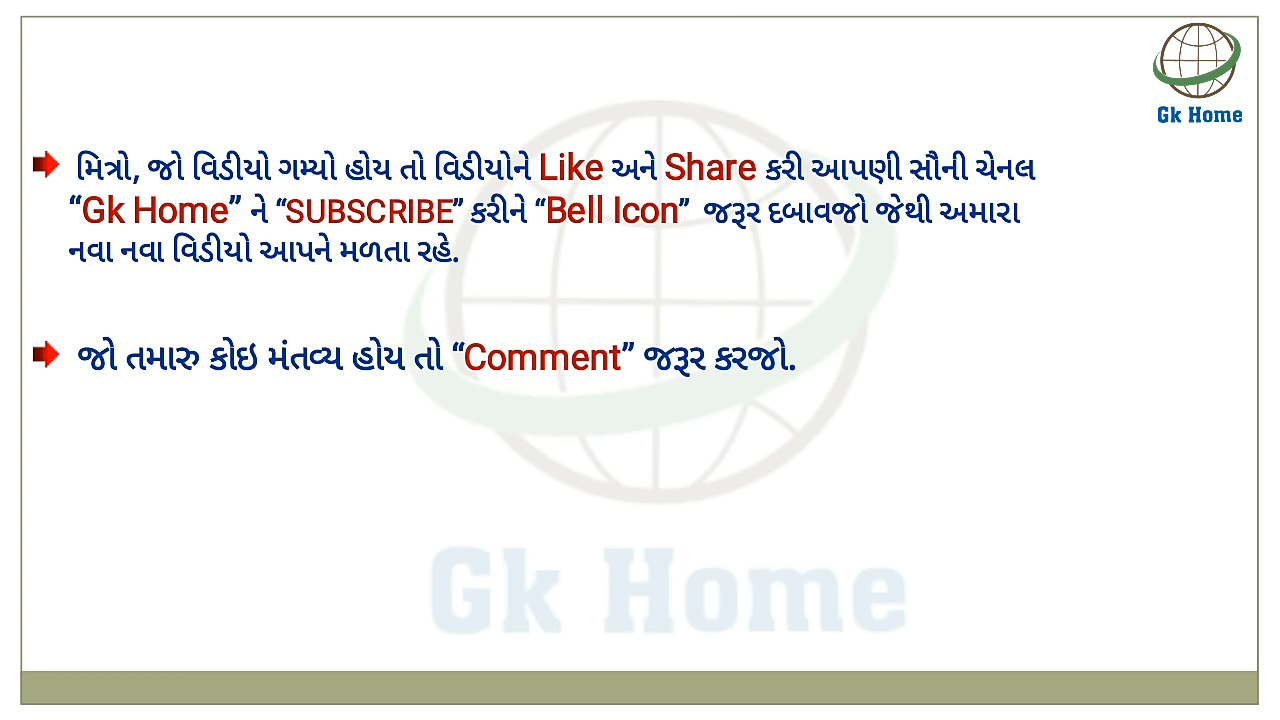 Gk Home
મિત્રો, જો વિડીયો ગમ્યો હોય તો વિડીયોને Like અને Share કરી આપણી સૌની ચેનલ
“Gk Home” ને “SUBSCRIBE” કરીને “Bell Icon” જરૂર દબાવજો જેથી અમારા
નવા નવા વિડીયો આપને મળતા રહે.
જો તમારુ કોઇ મંતવ્ય હોય તો “Comment” જરૂર કરજો.
Gk Home